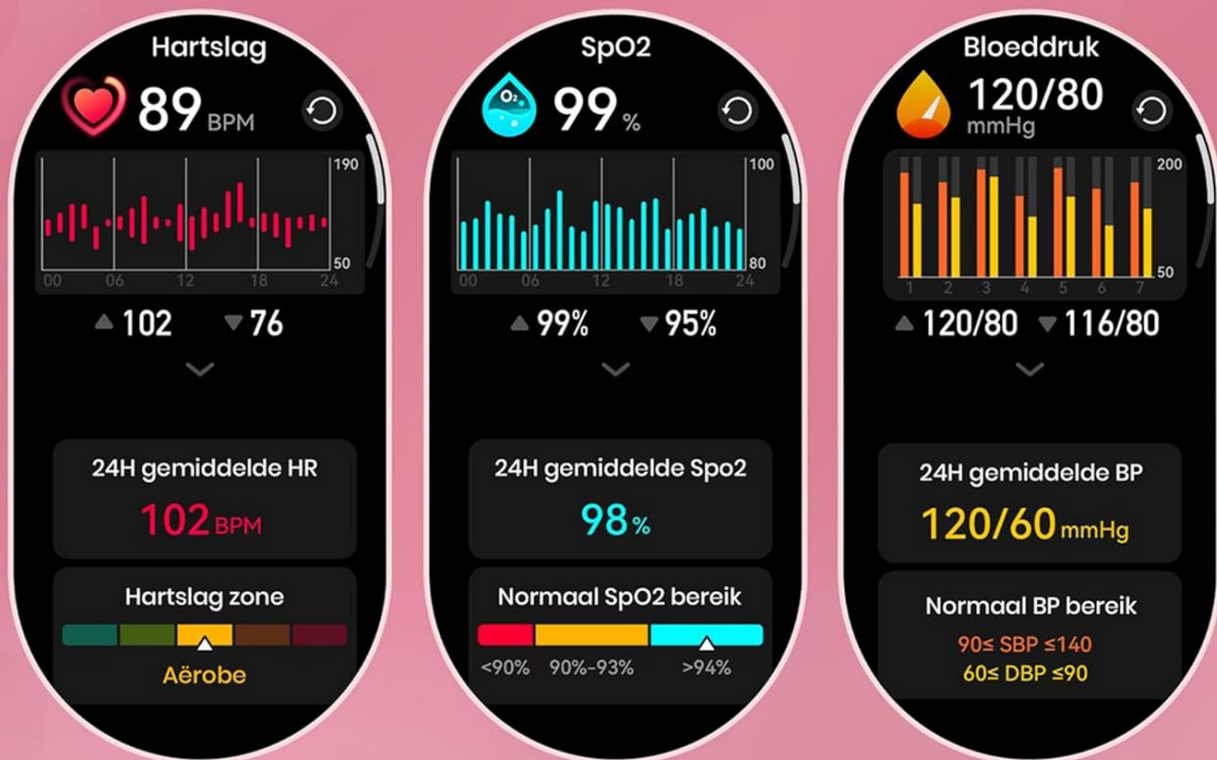 Hartslag
89 BPM
190
50
00 06 12 18 24
102 76
24H gemiddelde HR
102 BPM
Hartslag zone
Aërobe
SpO2
O₂
99 %
100
80
00 06 12 18 24
99% 95%
24H gemiddelde Spo2
98 %
Normaal SpO2 bereik
<90% 90%-93% >94%
Bloeddruk
120/80
mmHg
200
50
1 2 3 4 5 6 7
120/80 116/80
24H gemiddelde BP
120/60 mmHg
Normaal BP bereik
90≤ SBP ≤140
60≤ DBP ≤90